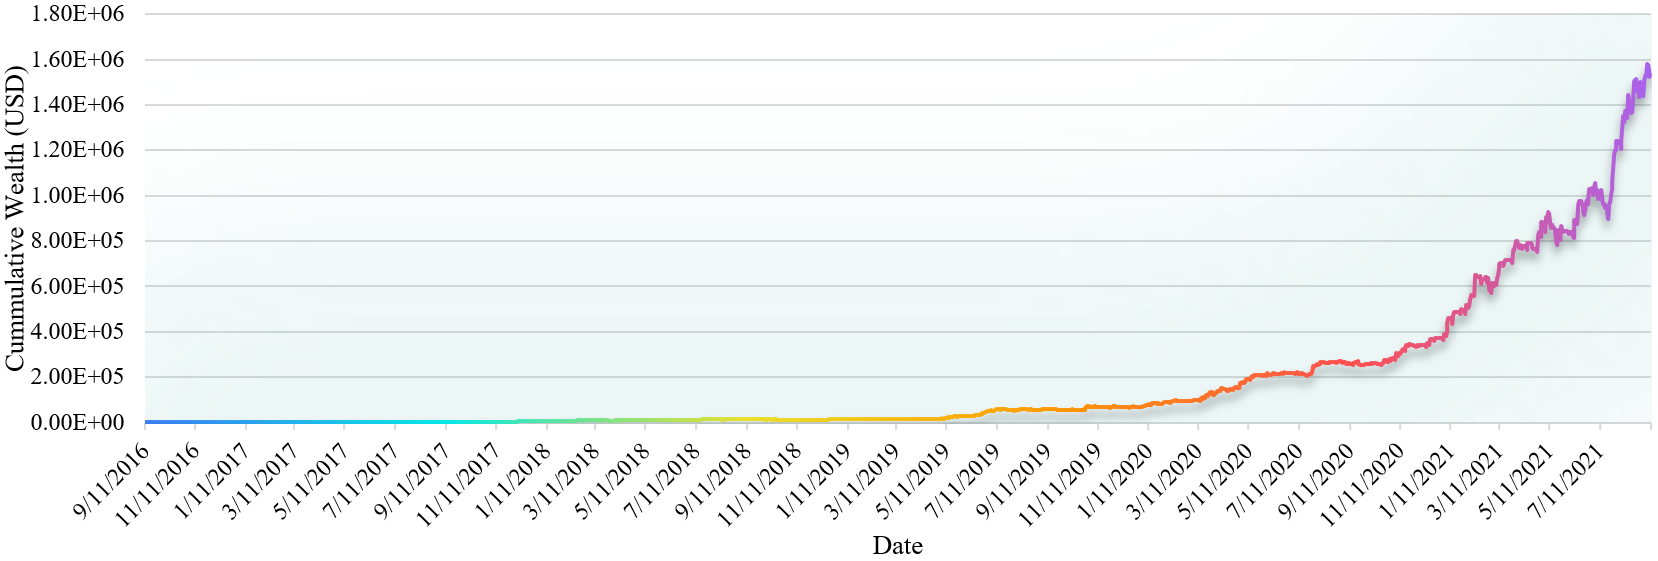 1.80E+06
1.60E+06
1.40E+06
1.20E+06
1.00E+06
8.00E+05
6.00E+05
4.00E+05
2.00E+05
0.00E+00
Cummulative Wealth (USD)
9/11/2016
11/11/2016
1/11/2017
3/11/2017
5/11/2017
7/11/2017
9/11/2017
11/11/2017
1/11/2018
3/11/2018
5/11/2018
7/11/2018
9/11/2018
11/11/2018
1/11/2019
3/11/2019
5/11/2019
7/11/2019
9/11/2019
11/11/2019
1/11/2020
3/11/2020
5/11/2020
7/11/2020
9/11/2020
11/11/2020
1/11/2021
3/11/2021
5/11/2021
7/11/2021
Date